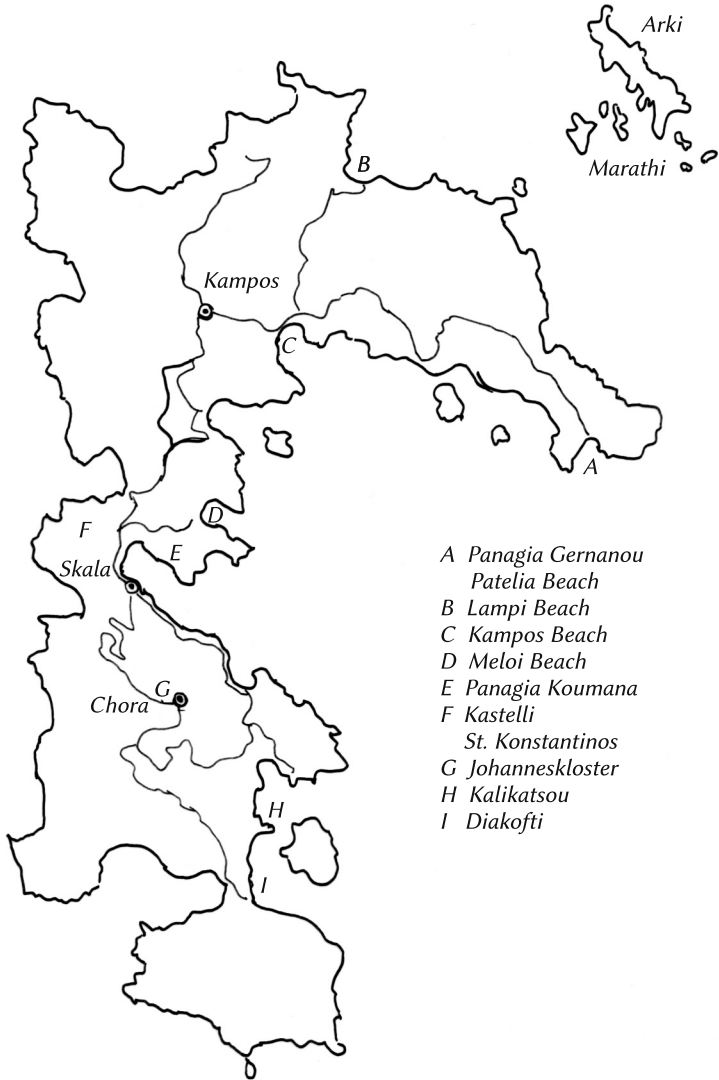 Arki
Marathi
B
Kampos
C
A
D
F
E
Skala
G
Chora
H
I
A Panagia Gernanou
Patelia Beach
B Lampi Beach
C Kampos Beach
D Meloi Beach
E Panagia Koumana
F Kastelli
St. Konstantinos
G Johanneskloster
H Kalikatsou
I Diakofti